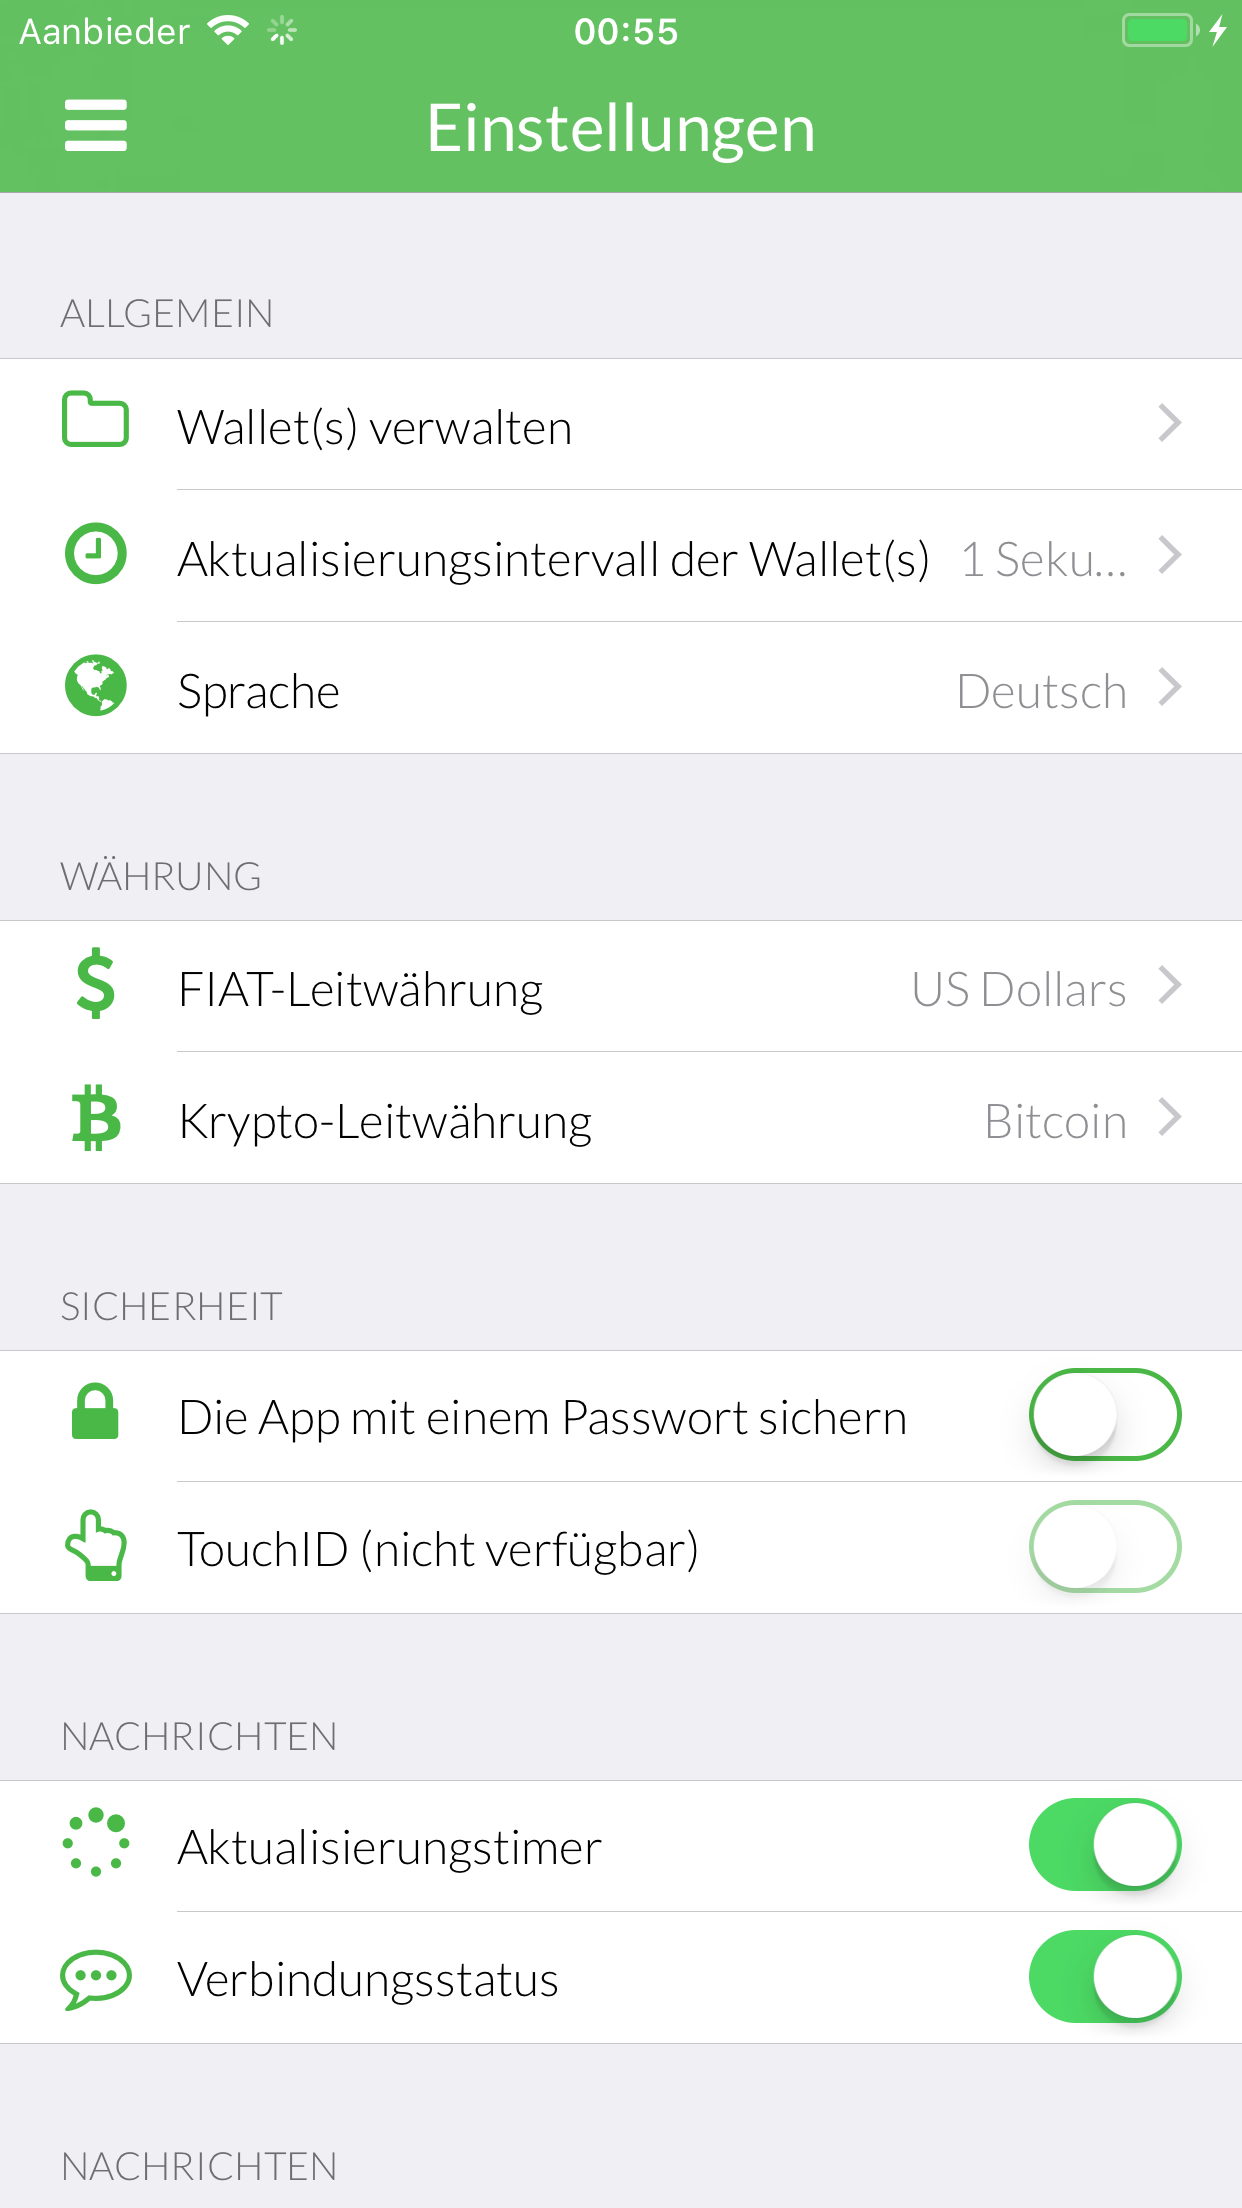 Aanbieder 00:55
Einstellungen
ALLGEMEIN
Wallet(s) verwalten
Aktualisierungsintervall der Wallet(s) 1 Seku...
Sprache Deutsch
WÄHRUNG
FIAT-Leitwährung US Dollars
Krypto-Leitwährung Bitcoin
SICHERHEIT
Die App mit einem Passwort sichern
TouchID (nicht verfügbar)
NACHRICHTEN
Aktualisierungstimer
Verbindungsstatus
NACHRICHTEN